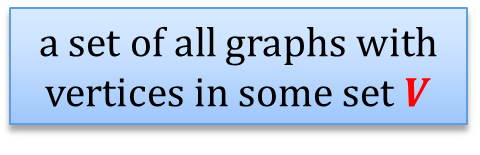 a set of all graphs with
vertices in some set V